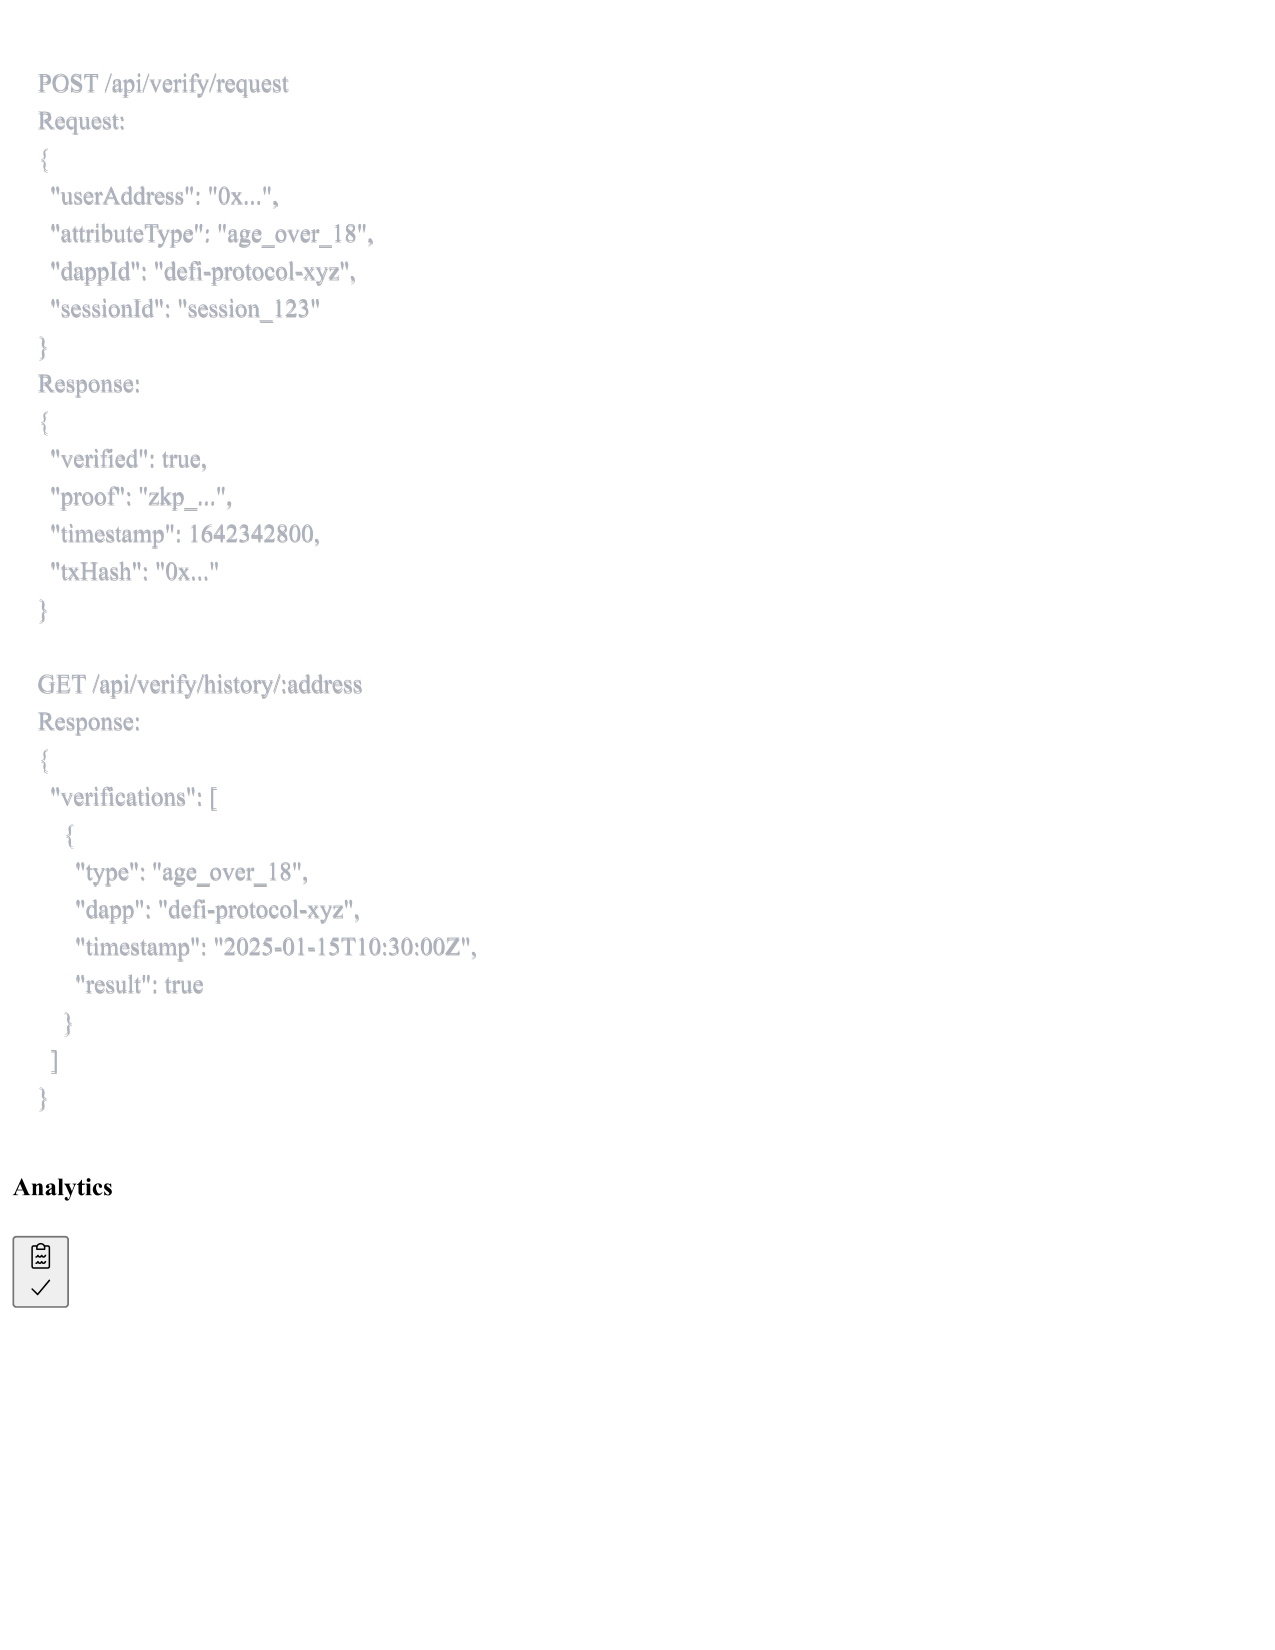 POST /api/verify/request
Request:
{
  "userAddress": "0x...",
  "attributeType": "age_over_18",
  "dappId": "defi-protocol-xyz",
  "sessionId": "session_123"
}
Response:
{
  "verified": true,
  "proof": "zkp_...",
  "timestamp": 1642342800,
  "txHash": "0x..."
}
GET /api/verify/history/:address
Response:
{
  "verifications": [
    {
      "type": "age_over_18",
      "dapp": "defi-protocol-xyz",
      "timestamp": "2025-01-15T10:30:00Z",
      "result": true
    }
  ]
}
Analytics